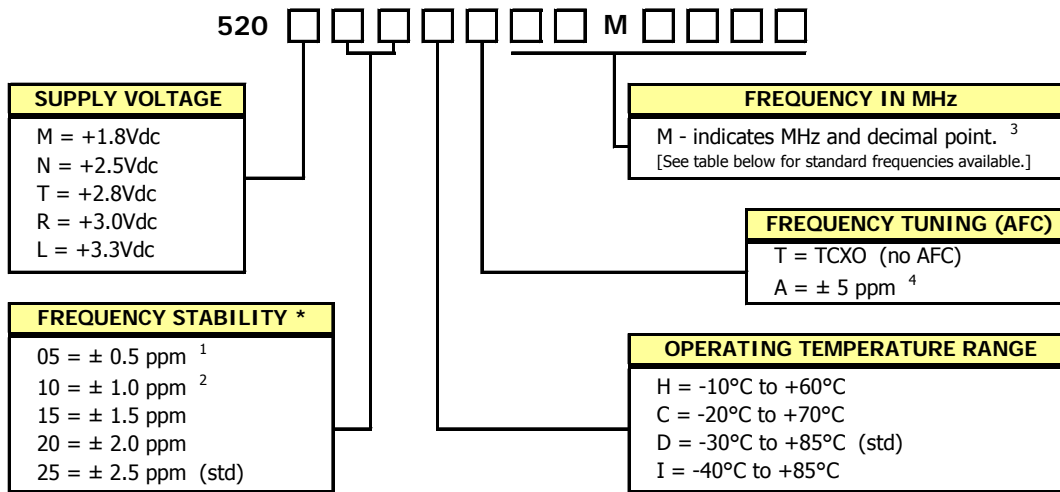 520 M
SUPPLY VOLTAGE
M = +1.8Vdc
N = +2.5Vdc
T = +2.8Vdc
R = +3.0Vdc
L = +3.3Vdc
FREQUENCY IN MHz
M - indicates MHz and decimal point. 3
[See table below for standard frequencies available.]
FREQUENCY TUNING (AFC)
T = TCXO (no AFC)
A = ± 5 ppm 4
FREQUENCY STABILITY *
05 = ± 0.5 ppm 1
10 = ± 1.0 ppm 2
15 = ± 1.5 ppm
20 = ± 2.0 ppm
25 = ± 2.5 ppm (std)
OPERATING TEMPERATURE RANGE
H = -10°C to +60°C
C = -20°C to +70°C
D = -30°C to +85°C (std)
I = -40°C to +85°C